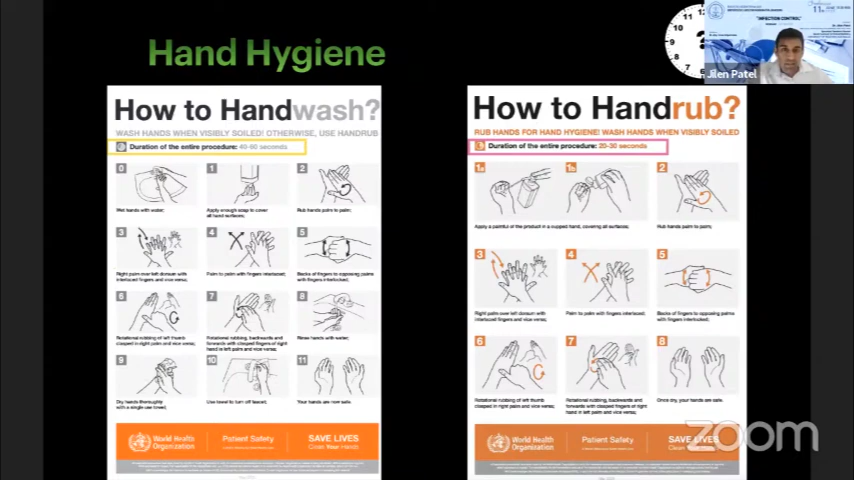 Hand Hygiene
"INFECTION CONTROL"
Jilen Patel
How to Handwash?
WASH HANDS WHEN VISIBLY SOILED! OTHERWISE, USE HANDRUB
Duration of the entire procedure: 40-60 seconds
0
1
2
Wet hands with water;
Apply enough soap to cover
all hand surfaces;
Rub hands palm to palm;
3
4
5
Right palm over left dorsum with
interlaced fingers and vice versa;
Palm to palm with fingers interlaced;
Backs of fingers to opposing palms
with fingers interlocked;
6
7
8
Rotational rubbing of left thumb
clasped in right palm and vice versa;
Rotational rubbing, backwards and
forwards with clasped fingers of right
hand in left palm and vice versa;
Rinse hands with water;
9
10
11
Dry hands thoroughly
with a single use towel;
Use towel to turn off faucet;
Your hands are now safe.
World Health
Organization
Patient Safety
SAVE LIVES
Clean Your Hands
How to Handrub?
RUB HANDS FOR HAND HYGIENE! WASH HANDS WHEN VISIBLY SOILED
Duration of the entire procedure: 20-30 seconds
1a
1b
2
Apply a palmful of the product in a cupped hand, covering all surfaces;
Rub hands palm to palm;
3
4
5
Right palm over left dorsum with
interlaced fingers and vice versa;
Palm to palm with fingers interlaced;
Backs of fingers to opposing palms
with fingers interlocked;
6
7
8
Rotational rubbing of left thumb
clasped in right palm and vice versa;
Rotational rubbing, backwards and
forwards with clasped fingers of right
hand in left palm and vice versa;
Once dry, your hands are safe.
World Health
Organization
Patient Safety
SAVE LIVES
Clean
zoom